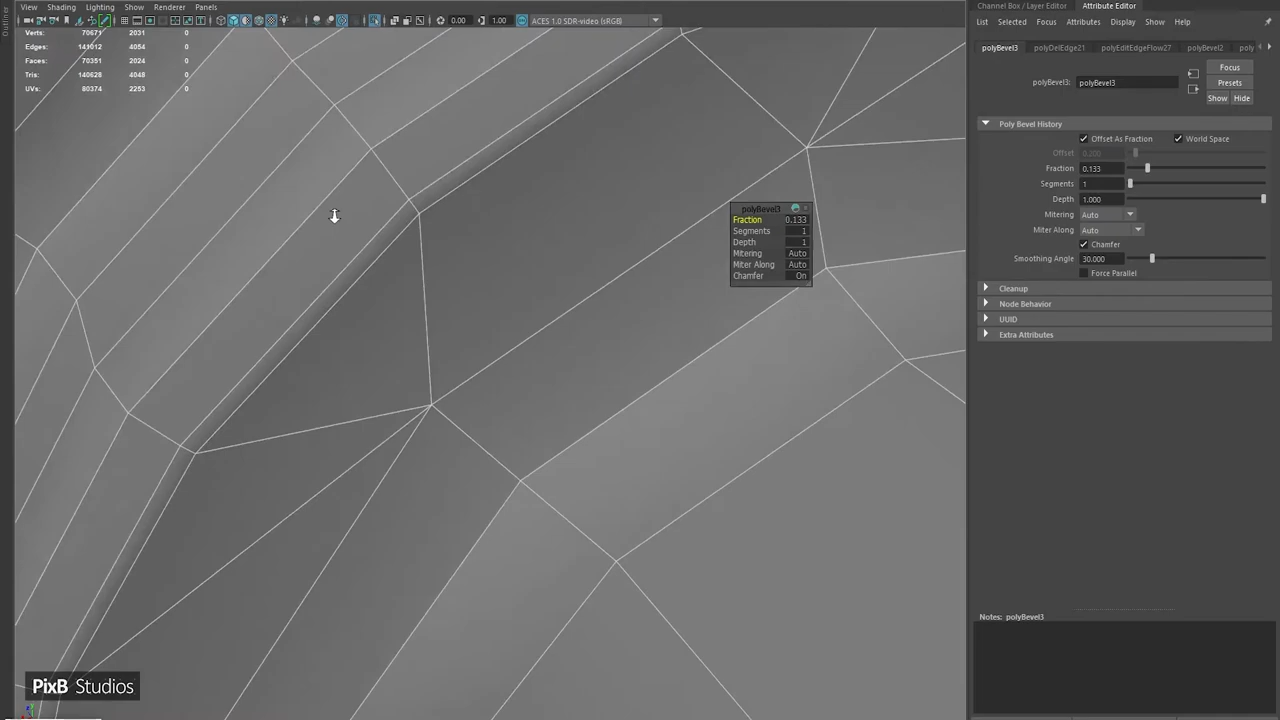 View Shading Lighting Show Renderer Panels
Channel Box / Layer Editor Attribute Editor
Outliner
0.00 1.00 ACES 1.0 SDR-video (sRGB)
List Selected Focus Attributes Display Show Help
Verts: 70671 2031 0
Edges: 141012 4054 0
Faces: 70351 2024 0
Tris: 140628 4048 0
UVs: 80374 2253 0
polyBevel3 polyDelEdge21 polyEditEdgeFlow27 polyBevel2 poly
Focus
polyBevel3: polyBevel3 Presets
Show Hide
Poly Bevel History
Offset As Fraction World Space
Offset 0.200
Fraction 0.133
Segments 1
Depth 1.000
Mitering Auto
Miter Along Auto
Chamfer
Smoothing Angle 30.000
Force Parallel
Cleanup
Node Behavior
UUID
Extra Attributes
polyBevel3
Fraction 0.133
Segments 1
Depth 1
Mitering Auto
Miter Along Auto
Chamfer On
Notes: polyBevel3
PixB Studios